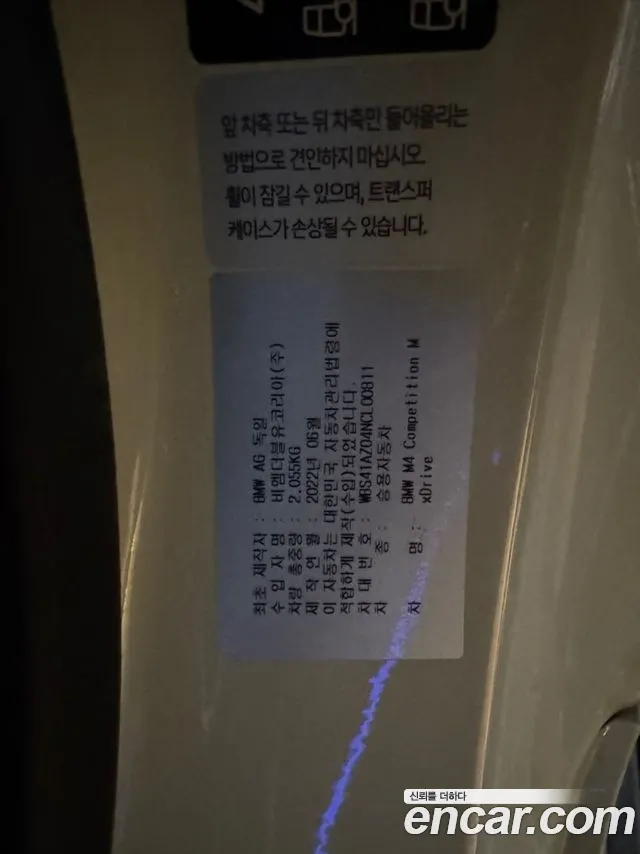 앞 차축 또는 뒤 차축만 들어올리는
방법으로 견인하지 마십시오
휠이 잠길 수 있으며, 트랜스퍼
케이스가 손상될 수 있습니다.
최초 제작자 : BMW AG 독일
수 입 자 명 : 비엠더블유코리아(주)
차량 총중량 : 2.055KG
제 작 연 월 : 2022년 06월
이 자동차는 대한민국 자동차관리법령에
적합하게 제작(수입)되었습니다.
차 대 번 호 : WBS41AZ04NCL00811
차 종 : 승용자동차
차 명 : BMW M4 Competition M
xDrive
신뢰를 더하다
encar.com